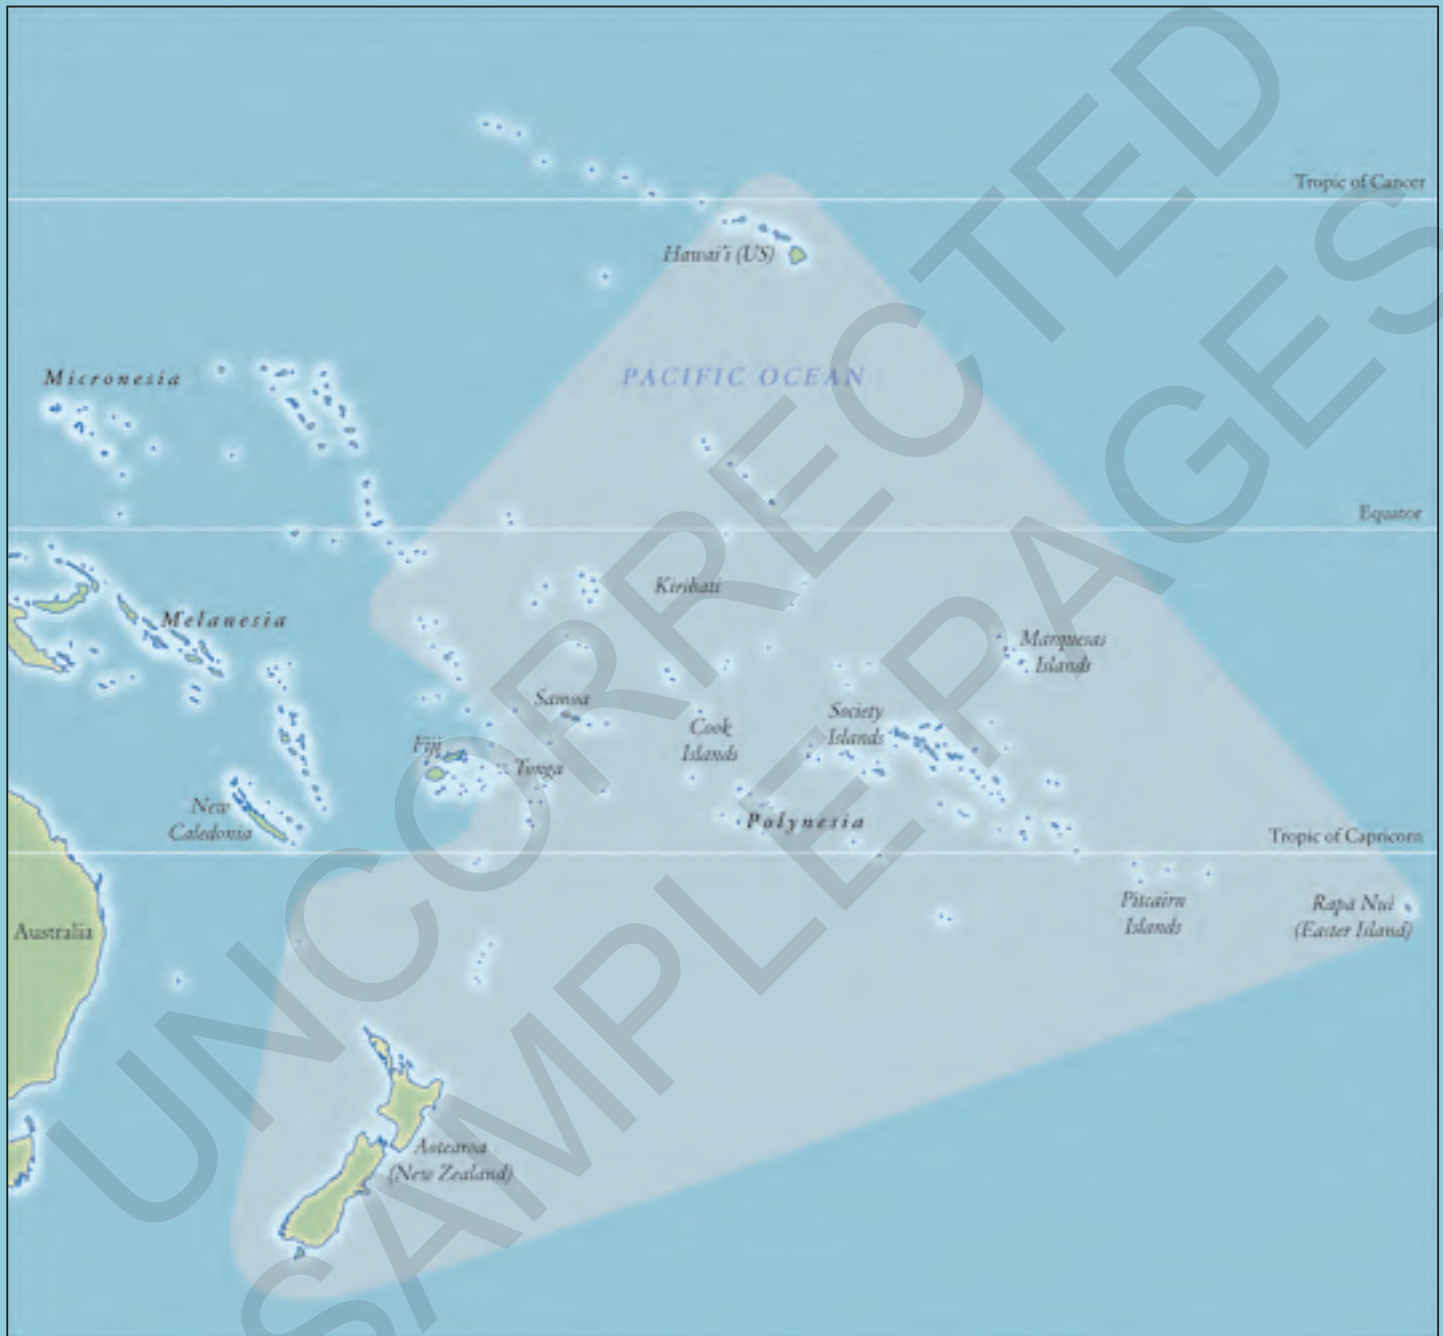 Tropic of Cancer
Hawai'i (US)
Micronesia
PACIFIC OCEAN
Equator
Kiribati
Melanesia
Marquesas
Islands
Samoa
Society
Islands
Cook
Islands
Fiji
Tonga
New
Caledonia
Polynesia
Tropic of Capricorn
Pitcairn
Islands
Rapa Nui
(Easter Island)
Australia
Aotearoa
(New Zealand)
UNCORRECTED
SAMPLE PAGES